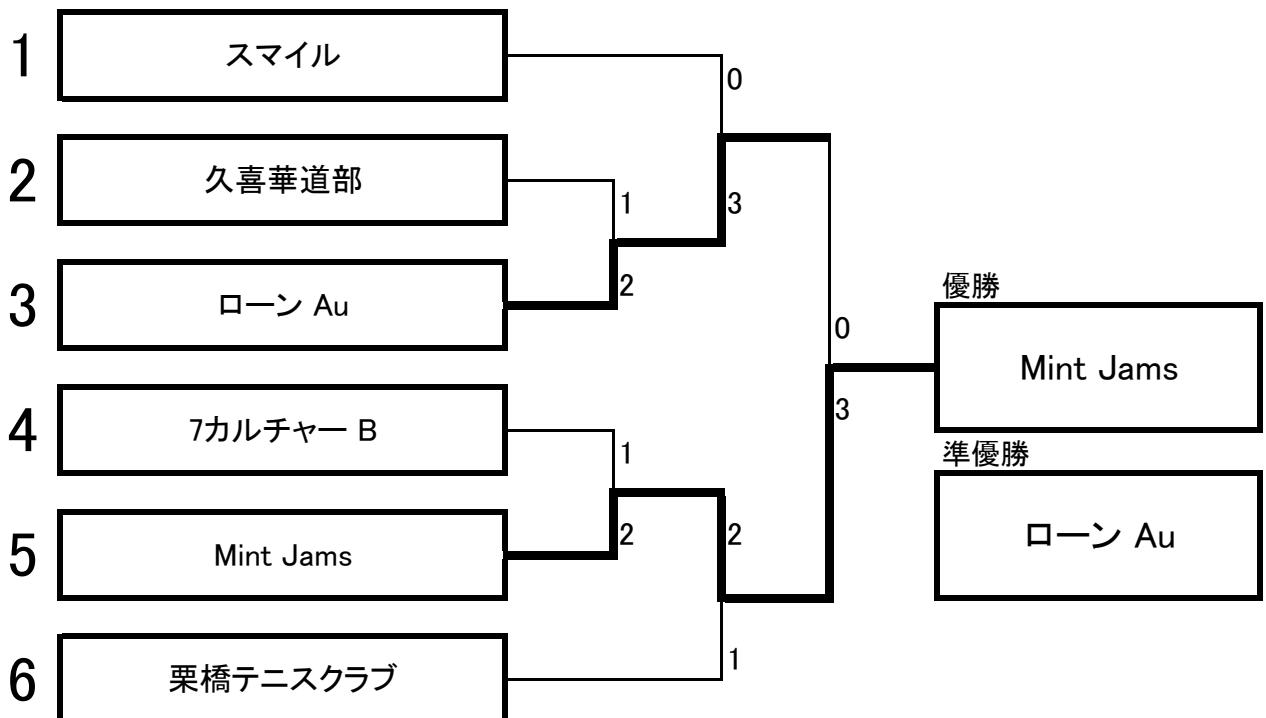 1 スマイル
0
2 久喜華道部
1
3
3 ローン Au
2
優勝
0
Mint Jams
4 7カルチャー B
3
1
準優勝
5 Mint Jams
2
2
ローン Au
6 栗橋テニスクラブ
1